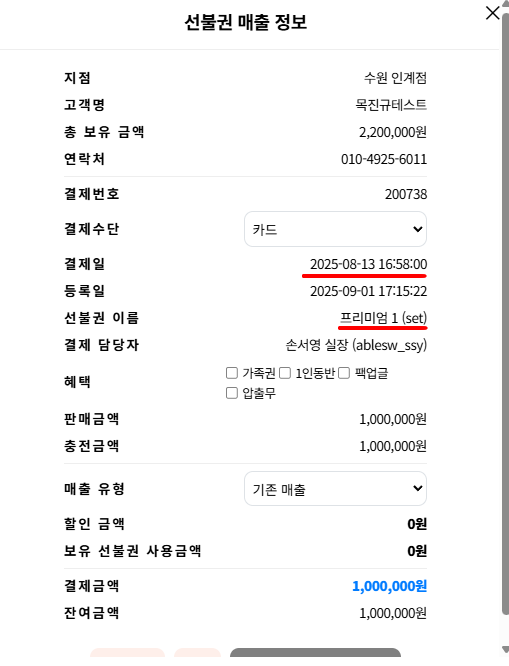 선불권 매출 정보
지점 수원 인계점
고객명 목진규테스트
총 보유 금액 2,200,000원
연락처 010-4925-6011
결제번호 200738
결제수단 카드
결제일 2025-08-13 16:58:00
등록일 2025-09-01 17:15:22
선불권 이름 프리미엄 1 (set)
결제 담당자 손서영 실장 (ablesw_ssy)
혜택 가족권 1인동반 팩업글
압출무
판매금액 1,000,000원
충전금액 1,000,000원
매출 유형 기존 매출
할인 금액 0원
보유 선불권 사용금액 0원
결제금액 1,000,000원
잔여금액 1,000,000원